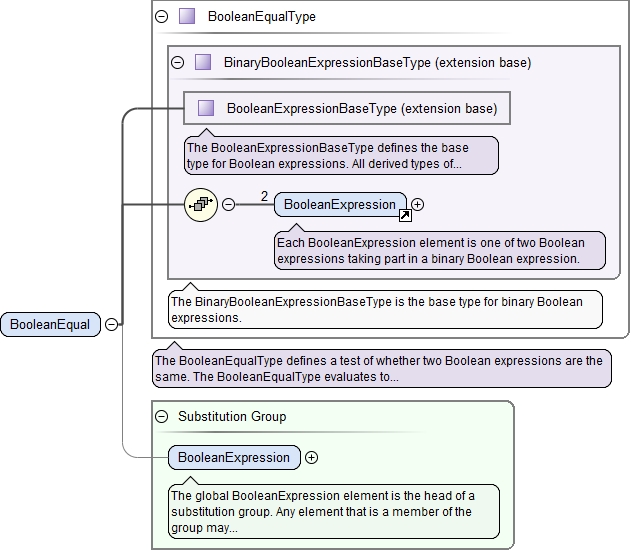 BooleanEqualType
BinaryBooleanExpressionBaseType (extension base)
BooleanExpressionBaseType (extension base)
The BooleanExpressionBaseType defines the base
type for Boolean expressions. All derived types of...
2
BooleanExpression
Each BooleanExpression element is one of two Boolean
expressions taking part in a binary Boolean expression.
The BinaryBooleanExpressionBaseType is the base type for binary Boolean
expressions.
BooleanEqual
The BooleanEqualType defines a test of whether two Boolean expressions are the
same. The BooleanEqualType evaluates to...
Substitution Group
BooleanExpression
The global BooleanExpression element is the head of a
substitution group. Any element that is a member of the
group may...